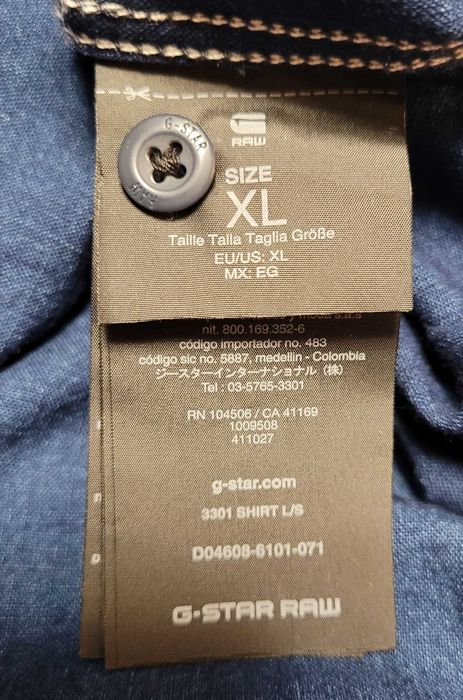 G-STAR
RAW
RAW
SIZE
XL
Taille Talla Taglia Größe
EU/US: XL
MX: EG
moda s.a.s
nit. 800.169.352-6
código importador no. 483
código sic no. 5887, medellin - Colombia
ジースターインターナショナル（株）
Tel : 03-5765-3301
RN 104506 / CA 41169
1009508
411027
g-star.com
3301 SHIRT L/S
D04608-6101-071
G-STAR RAW